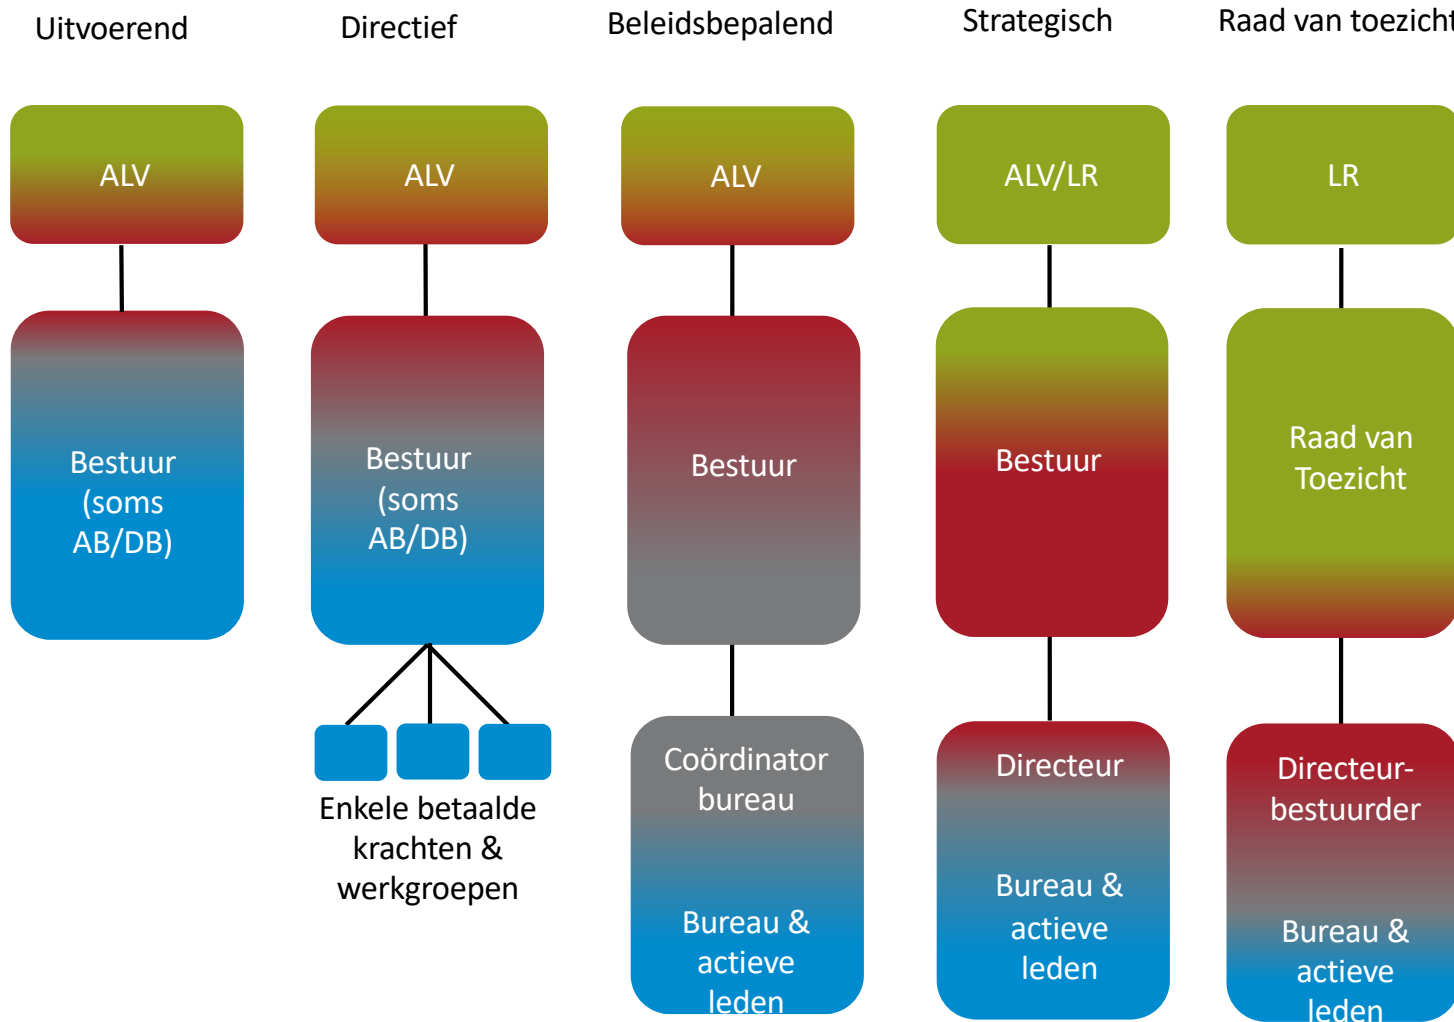 Uitvoerend
Directief
Beleidsbepalend
Strategisch
Raad van toezicht
ALV
ALV
ALV
ALV/LR
LR
Bestuur
(soms
AB/DB)
Bestuur
(soms
AB/DB)
Bestuur
Bestuur
Raad van
Toezicht
Enkele betaalde
krachten &
werkgroepen
Coördinator
bureau
Bureau &
actieve
leden
Directeur
Bureau &
actieve
leden
Directeur-
bestuurder
Bureau &
actieve
leden